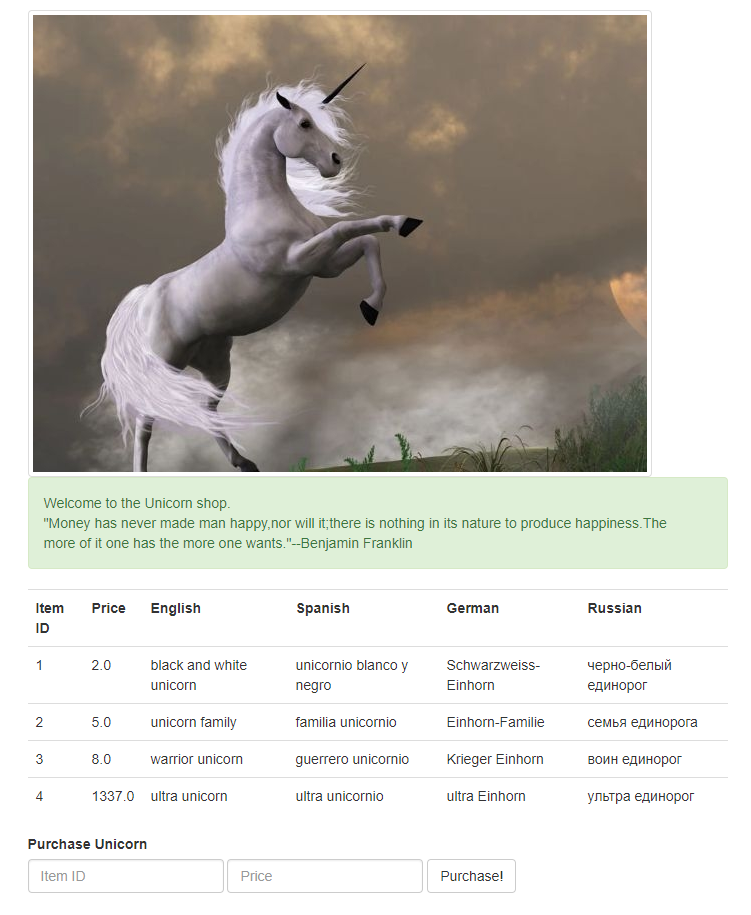 Welcome to the Unicorn shop.
"Money has never made man happy,nor will it;there is nothing in its nature to produce happiness.The
more of it one has the more one wants."--Benjamin Franklin
Item ID Price English Spanish German Russian
1 2.0 black and white unicorn unicornio blanco y negro Schwarzweiss-Einhorn черно-белый единорог
2 5.0 unicorn family familia unicornio Einhorn-Familie семья единорога
3 8.0 warrior unicorn guerrero unicornio Krieger Einhorn воин единорог
4 1337.0 ultra unicorn ultra unicornio ultra Einhorn ультра единорог
Purchase Unicorn
Item ID Price Purchase!